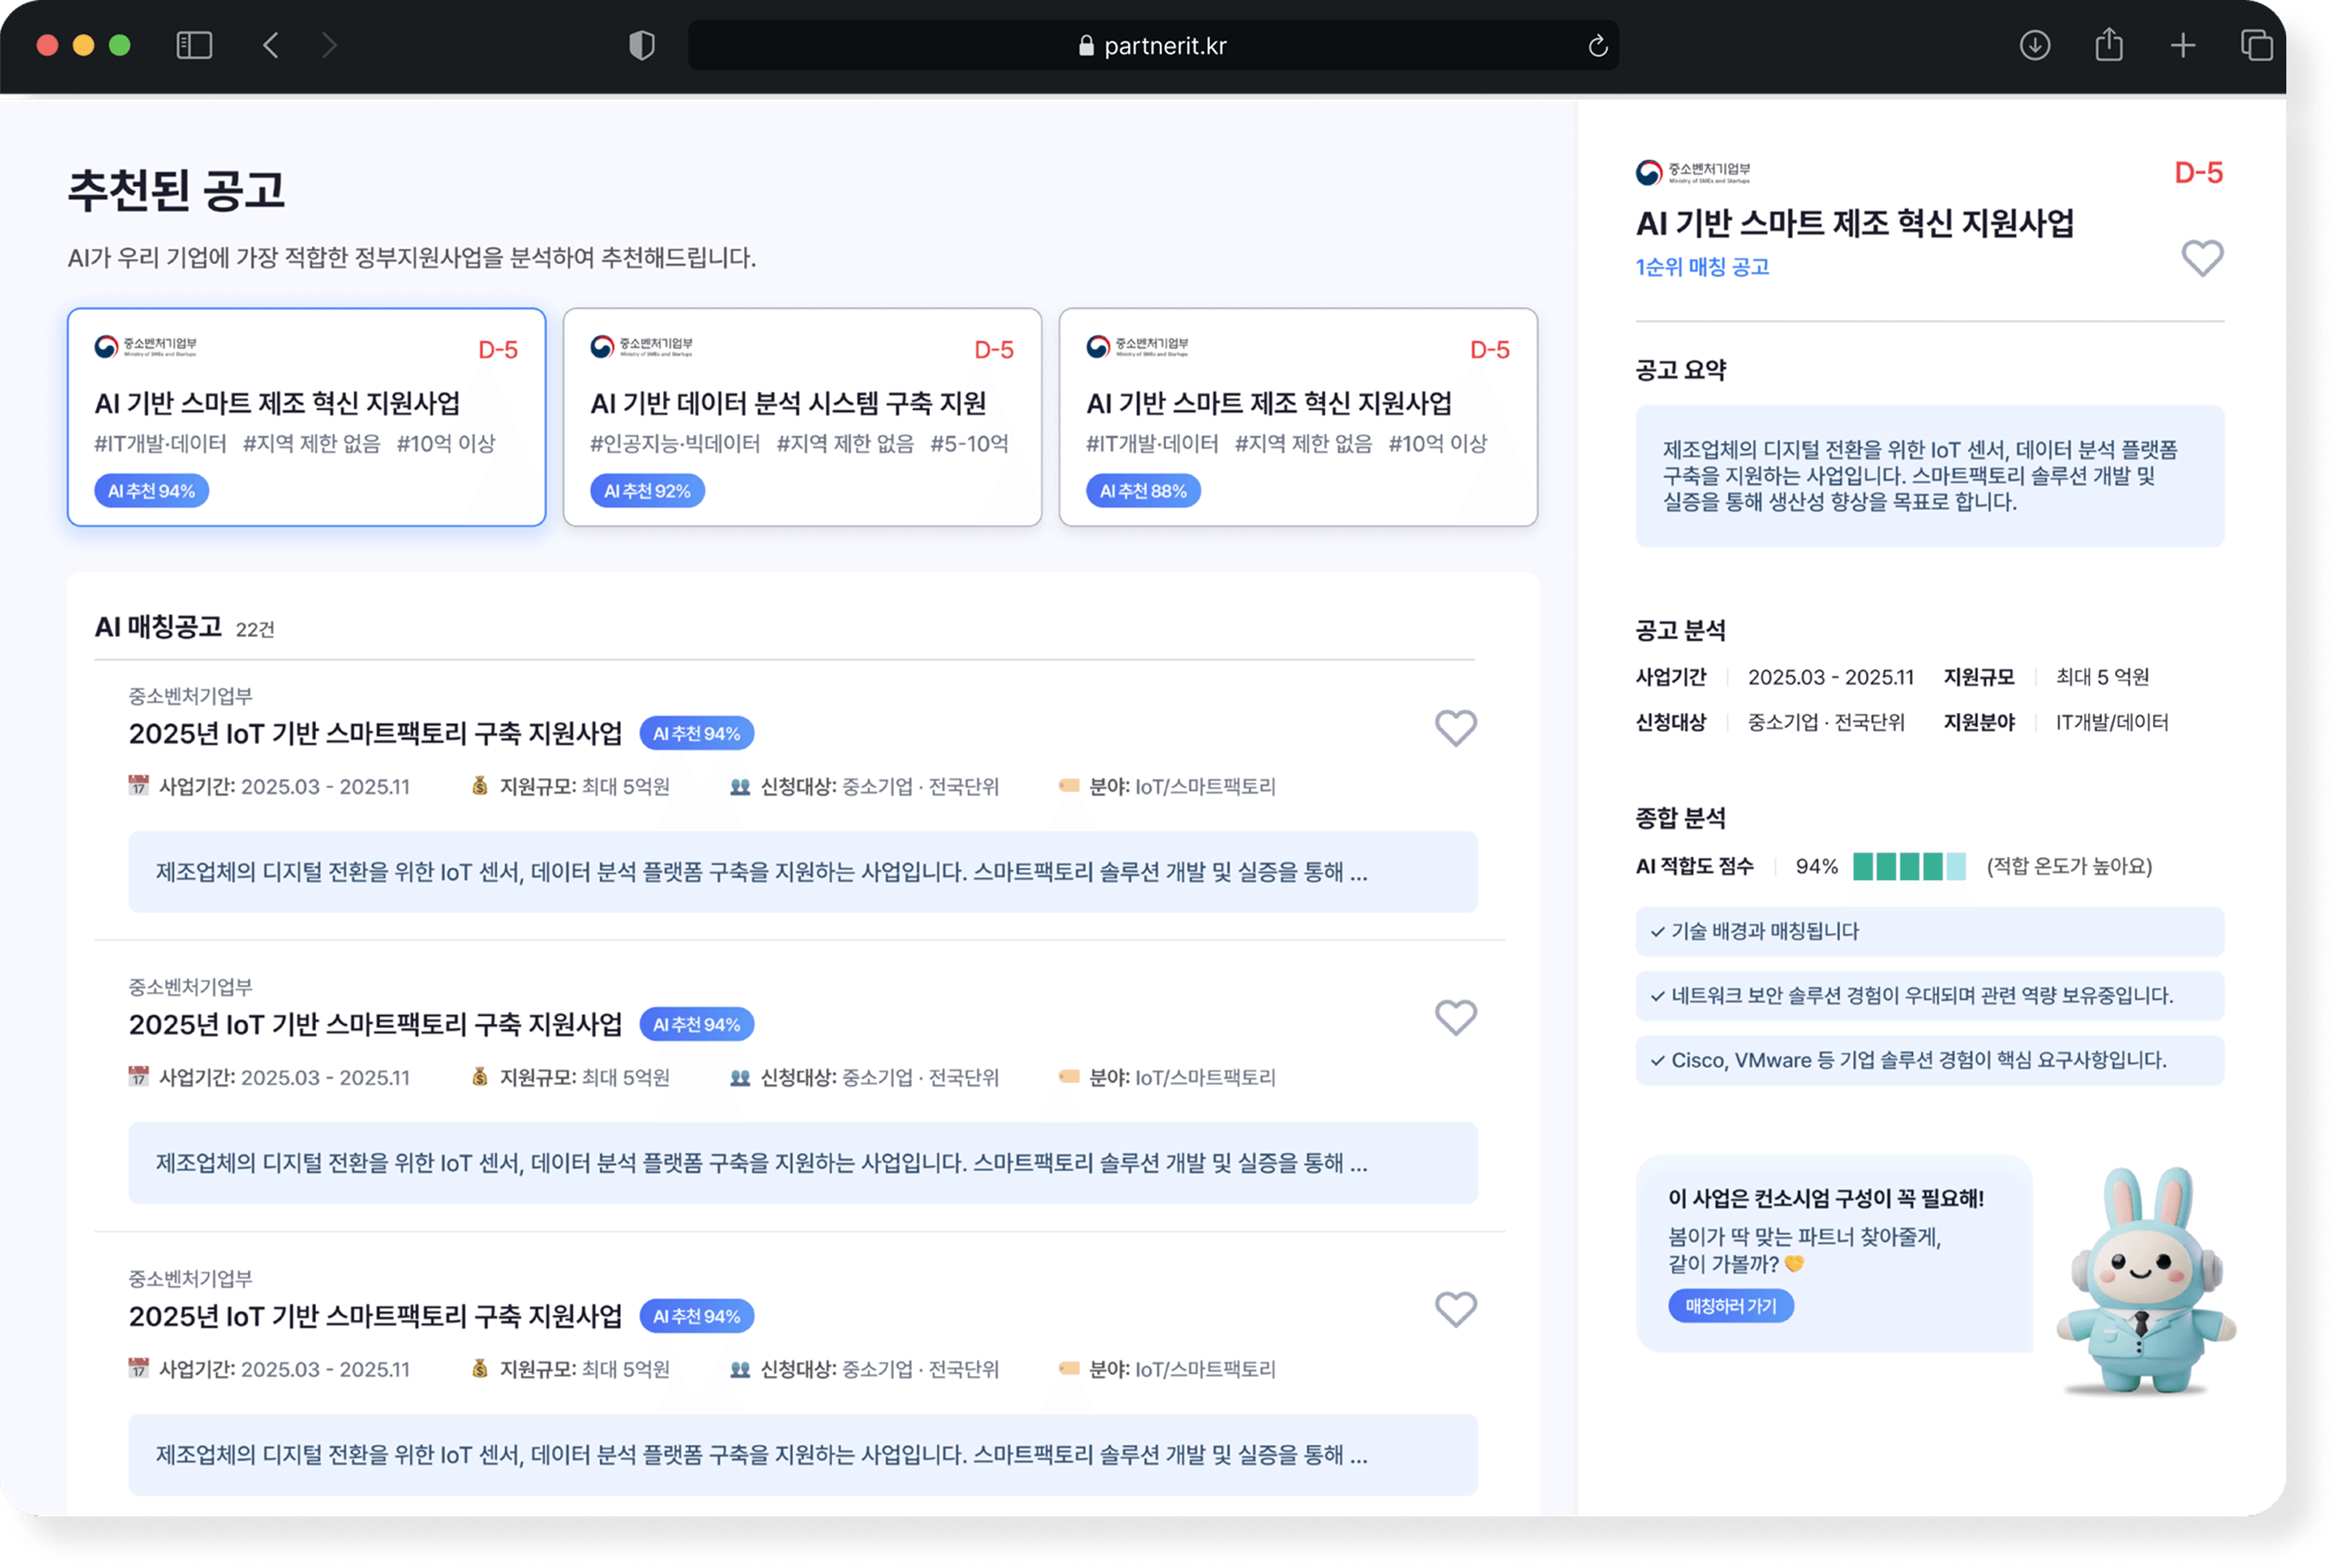 partnerit.kr
추천된 공고
AI가 우리 기업에 가장 적합한 정부지원사업을 분석하여 추천해드립니다.
중소벤처기업부
Ministry of SMEs and Startups
D-5
AI 기반 스마트 제조 혁신 지원사업
#IT개발·데이터 #지역 제한 없음 #10억 이상
AI 추천 94%
중소벤처기업부
Ministry of SMEs and Startups
D-5
AI 기반 데이터 분석 시스템 구축 지원
#인공지능·빅데이터 #지역 제한 없음 #5-10억
AI 추천 92%
중소벤처기업부
Ministry of SMEs and Startups
D-5
AI 기반 스마트 제조 혁신 지원사업
#IT개발·데이터 #지역 제한 없음 #10억 이상
AI 추천 88%
AI 매칭공고 22건
중소벤처기업부
2025년 IoT 기반 스마트팩토리 구축 지원사업 AI 추천 94%
17 사업기간: 2025.03 - 2025.11 지원규모: 최대 5억원 신청대상: 중소기업 · 전국단위 분야: IoT/스마트팩토리
제조업체의 디지털 전환을 위한 IoT 센서, 데이터 분석 플랫폼 구축을 지원하는 사업입니다. 스마트팩토리 솔루션 개발 및 실증을 통해 ...
중소벤처기업부
2025년 IoT 기반 스마트팩토리 구축 지원사업 AI 추천 94%
17 사업기간: 2025.03 - 2025.11 지원규모: 최대 5억원 신청대상: 중소기업 · 전국단위 분야: IoT/스마트팩토리
제조업체의 디지털 전환을 위한 IoT 센서, 데이터 분석 플랫폼 구축을 지원하는 사업입니다. 스마트팩토리 솔루션 개발 및 실증을 통해 ...
중소벤처기업부
2025년 IoT 기반 스마트팩토리 구축 지원사업 AI 추천 94%
17 사업기간: 2025.03 - 2025.11 지원규모: 최대 5억원 신청대상: 중소기업 · 전국단위 분야: IoT/스마트팩토리
제조업체의 디지털 전환을 위한 IoT 센서, 데이터 분석 플랫폼 구축을 지원하는 사업입니다. 스마트팩토리 솔루션 개발 및 실증을 통해 ...
중소벤처기업부
Ministry of SMEs and Startups
D-5
AI 기반 스마트 제조 혁신 지원사업
1순위 매칭 공고
공고 요약
제조업체의 디지털 전환을 위한 IoT 센서, 데이터 분석 플랫폼
구축을 지원하는 사업입니다. 스마트팩토리 솔루션 개발 및
실증을 통해 생산성 향상을 목표로 합니다.
공고 분석
사업기간 2025.03 - 2025.11 지원규모 최대 5 억원
신청대상 중소기업 · 전국단위 지원분야 IT개발/데이터
종합 분석
AI 적합도 점수 94% (적합 온도가 높아요)
✓ 기술 배경과 매칭됩니다
✓ 네트워크 보안 솔루션 경험이 우대되며 관련 역량 보유중입니다.
✓ Cisco, VMware 등 기업 솔루션 경험이 핵심 요구사항입니다.
이 사업은 컨소시엄 구성이 꼭 필요해!
봄이가 딱 맞는 파트너 찾아줄게,
같이 가볼까? 🤝
매칭하러 가기